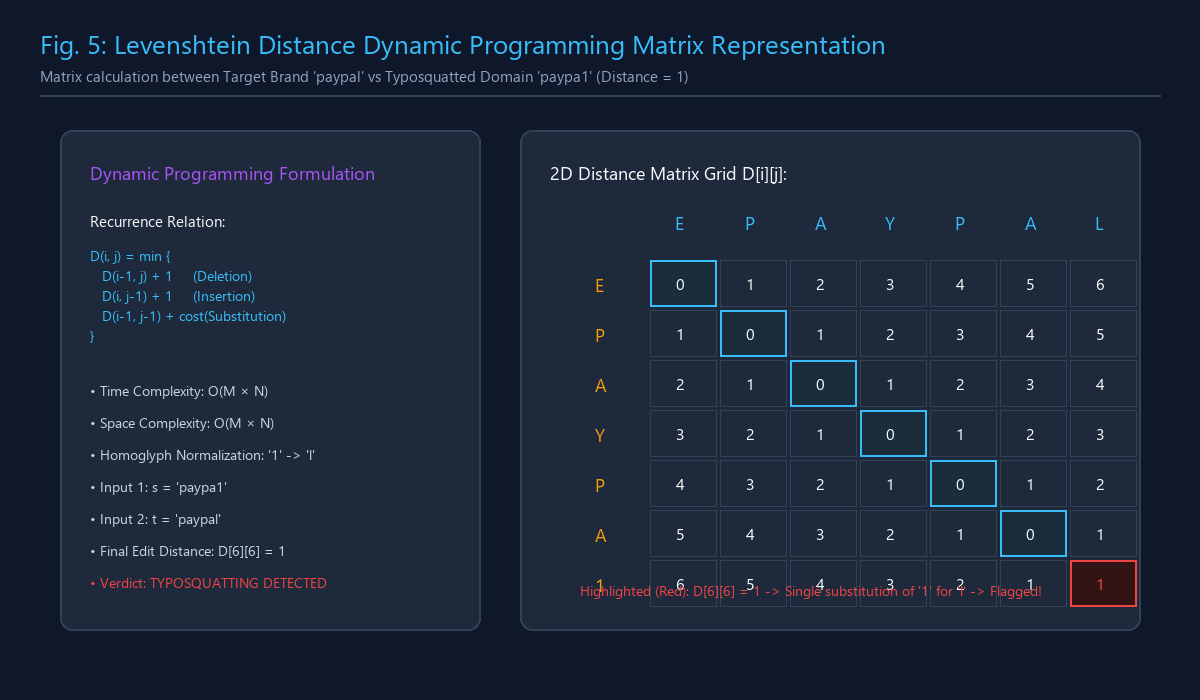 Fig. 5: Levenshtein Distance Dynamic Programming Matrix Representation
Matrix calculation between Target Brand 'paypal' vs Typosquatted Domain 'paypa1' (Distance = 1)
Dynamic Programming Formulation
Recurrence Relation:
D(i, j) = min {
D(i-1, j) + 1 (Deletion)
D(i, j-1) + 1 (Insertion)
D(i-1, j-1) + cost(Substitution)
}
• Time Complexity: O(M × N)
• Space Complexity: O(M × N)
• Homoglyph Normalization: '1' -> 'l'
• Input 1: s = 'paypa1'
• Input 2: t = 'paypal'
• Final Edit Distance: D[6][6] = 1
• Verdict: TYPOSQUATTING DETECTED
2D Distance Matrix Grid D[i][j]:
E P A Y P A L
E 0 1 2 3 4 5 6
P 1 0 1 2 3 4 5
A 2 1 0 1 2 3 4
Y 3 2 1 0 1 2 3
P 4 3 2 1 0 1 2
A 5 4 3 2 1 0 1
1 6 5 4 3 2 1 1
Highlighted (Red): D[6][6] = 1 -> Single substitution of '1' for 'l' -> Flagged!